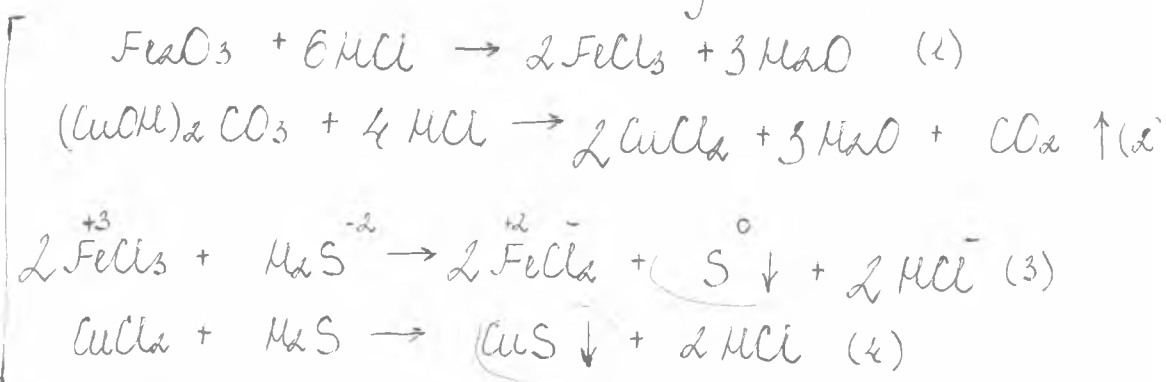 Fe2O3 + 6HCl → 2FeCl3 + 3H2O (1)
(CuOH)2CO3 + 4HCl → 2CuCl2 + 3H2O + CO2 ↑(2)
+3 -2 +2 - 0 -
2FeCl3 + H2S → 2FeCl2 + S ↓ + 2HCl (3)
CuCl2 + H2S → CuS ↓ + 2HCl (4)